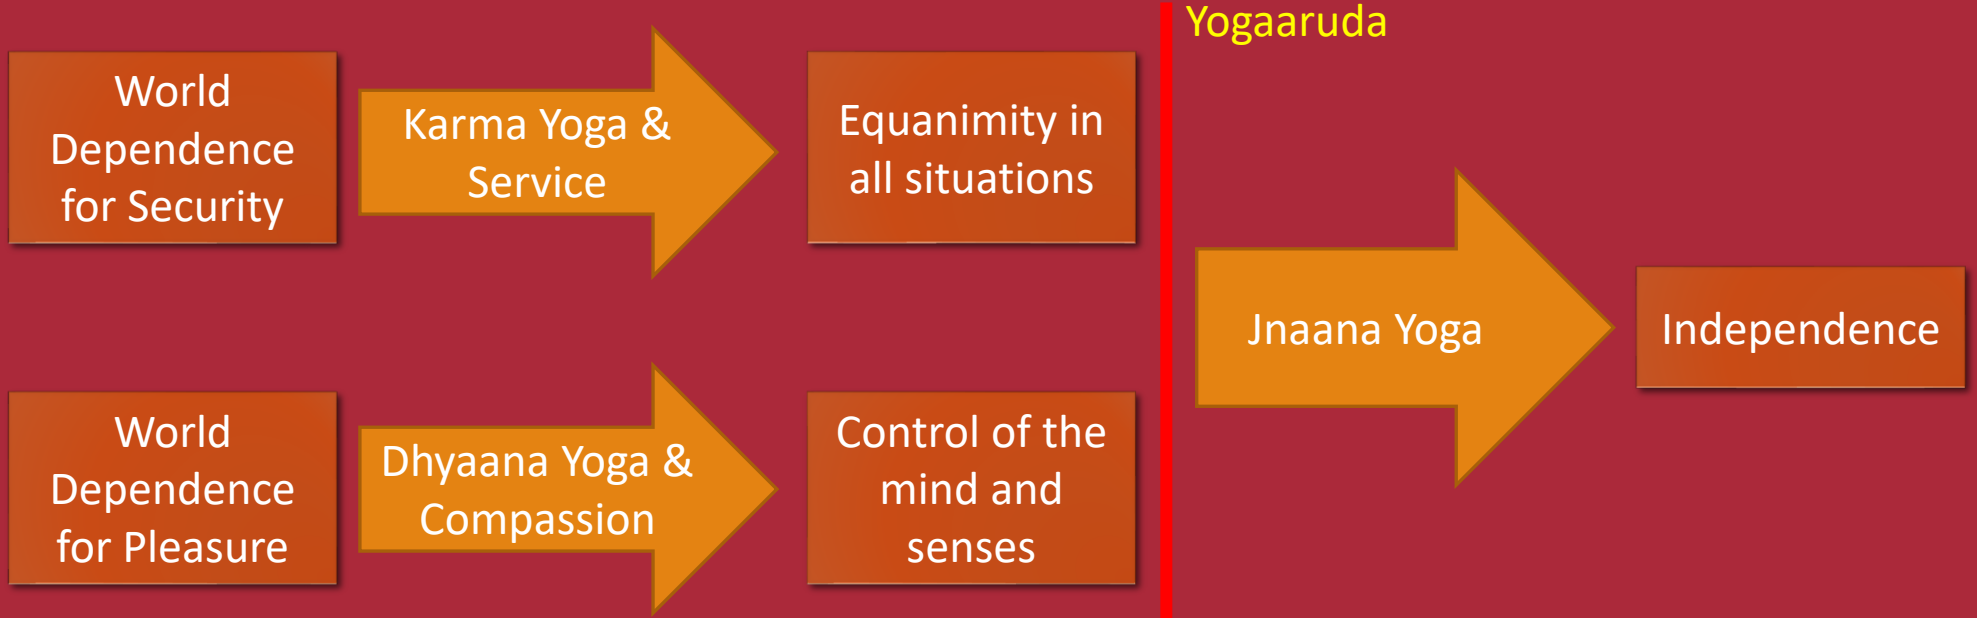 Yogaaruda
World
Dependence
for Security
Karma Yoga &
Service
Equanimity in
all situations
World
Dependence
for Pleasure
Dhyaana Yoga &
Compassion
Control of the
mind and
senses
Jnaana Yoga
Independence